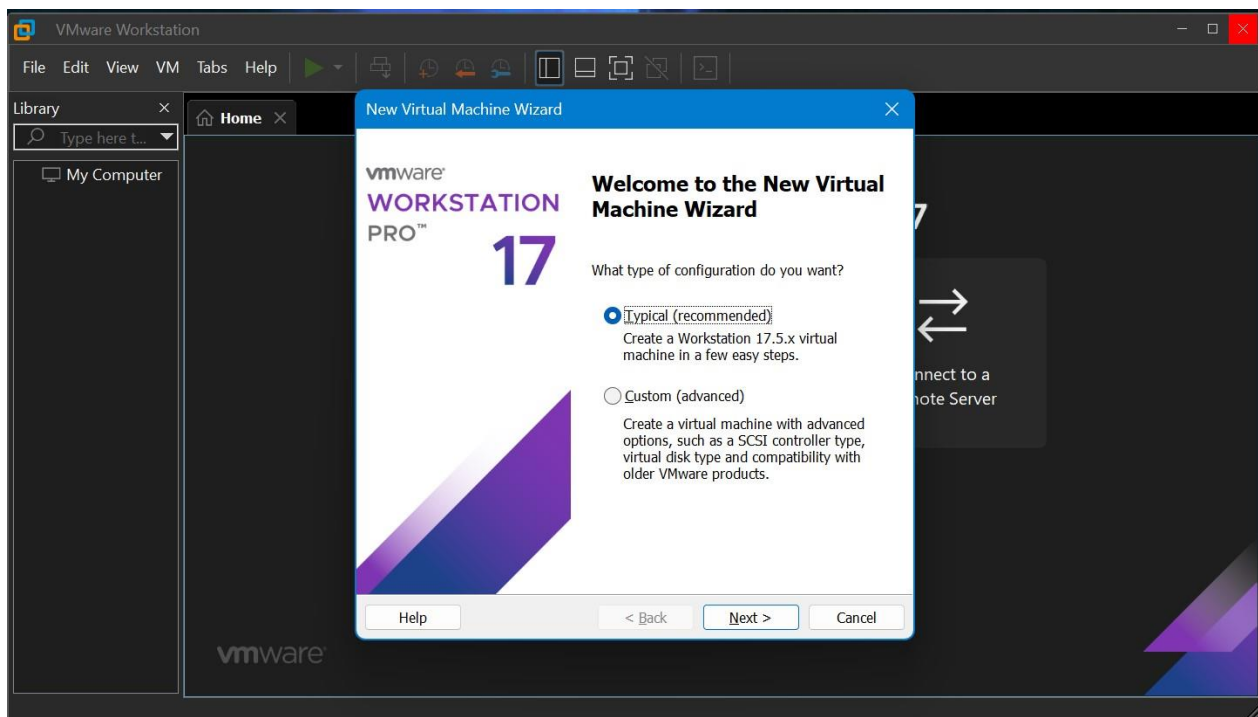 VMware Workstation
File Edit View VM Tabs Help
Library
Type here t...
My Computer
Home
New Virtual Machine Wizard
vmware
WORKSTATION
PRO™
17
Welcome to the New Virtual
Machine Wizard
What type of configuration do you want?
Typical (recommended)
Create a Workstation 17.5.x virtual
machine in a few easy steps.
Custom (advanced)
Create a virtual machine with advanced
options, such as a SCSI controller type,
virtual disk type and compatibility with
older VMware products.
Help < Back Next > Cancel
7
nnect to a
note Server
vmware